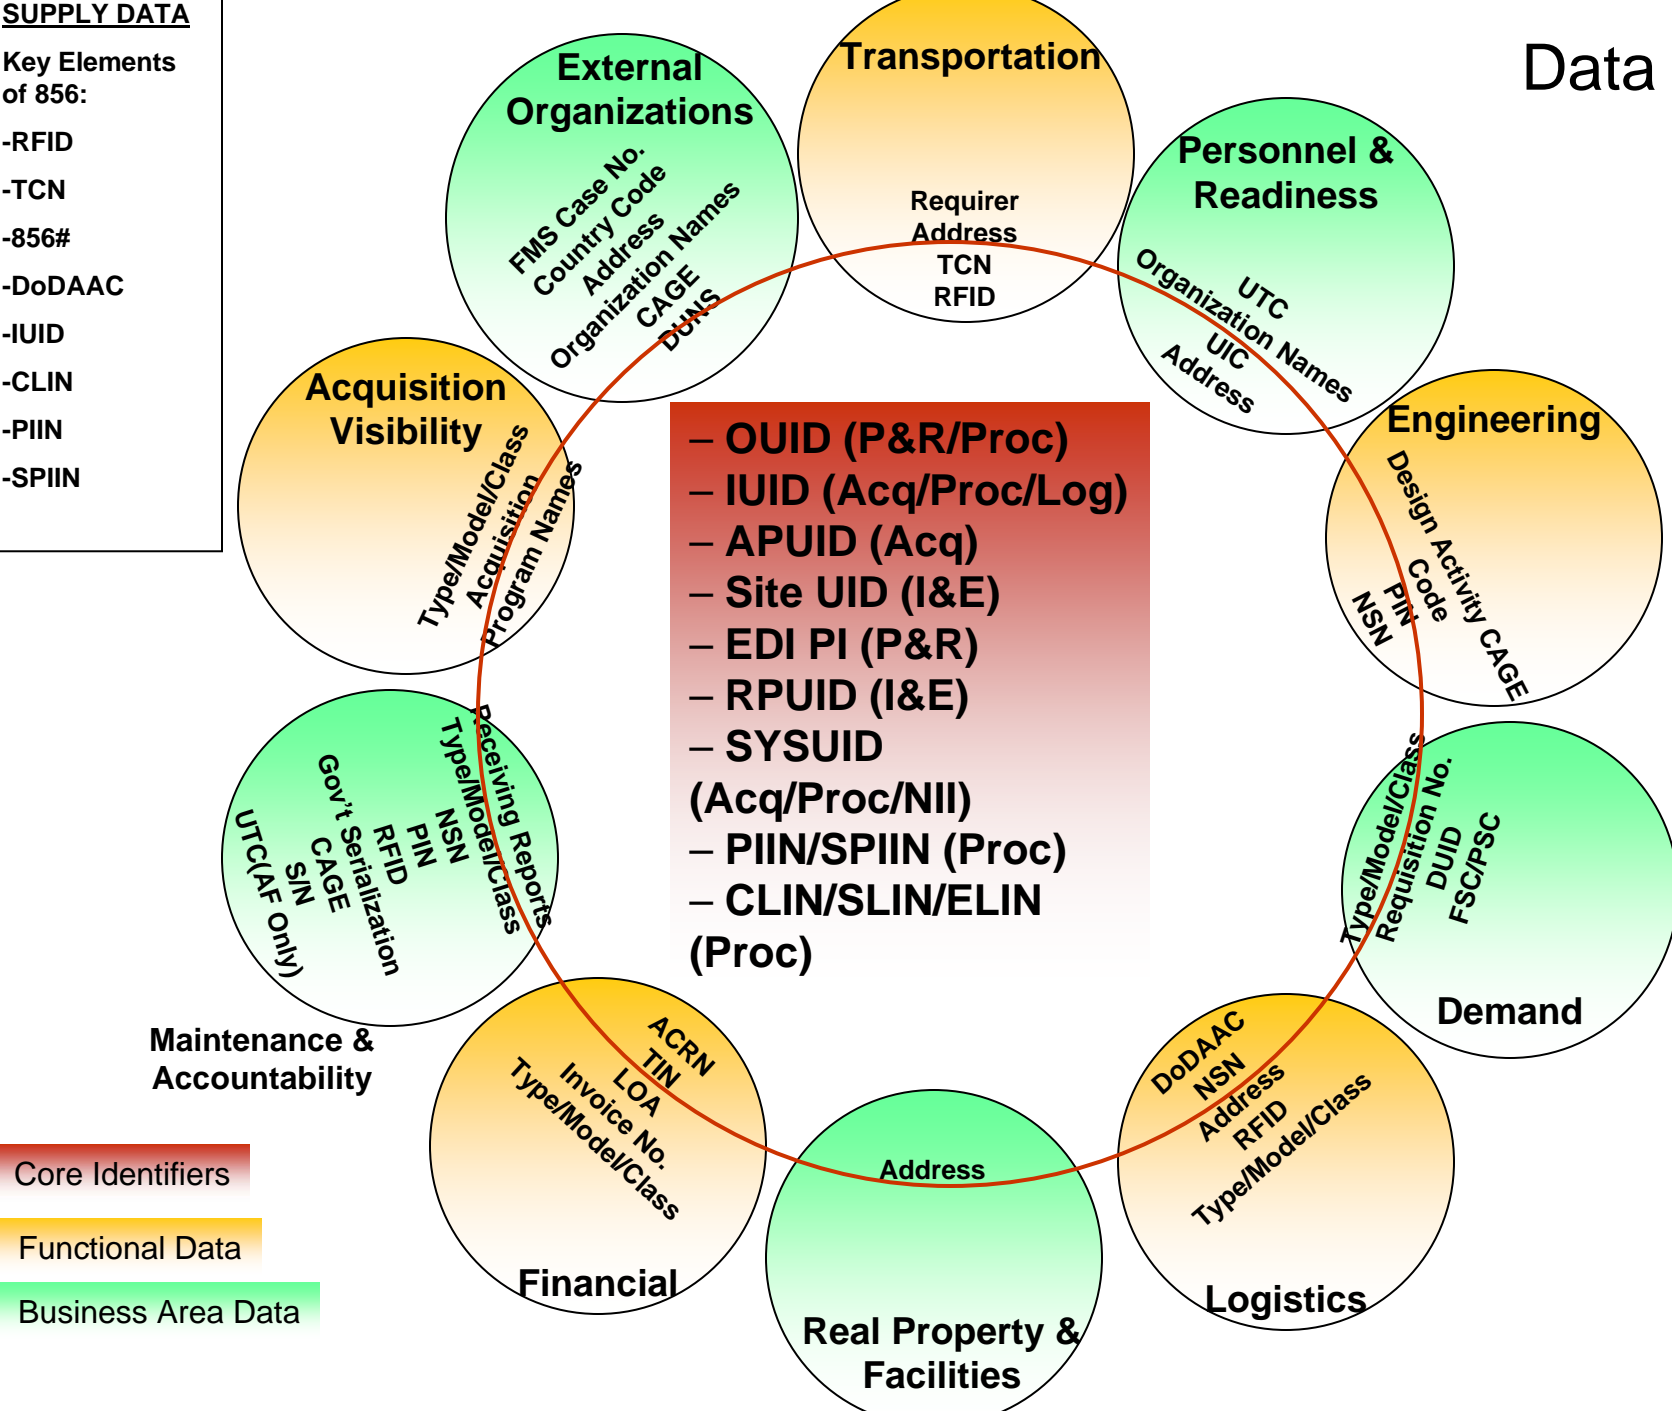 SUPPLY DATA
Key Elements
of 856:
-RFID
-TCN
-856#
-DoDAAC
-IUID
-CLIN
-PIIN
-SPIIN
Data
External
Organizations
FMS Case No.
Country Code
Address
Organization Names
CAGE
DUNS
Transportation
Requirer
Address
TCN
RFID
Personnel &
Readiness
UTC
Organization Names
UIC
Address
Engineering
Design Activity CAGE
Code
PIN
NSN
Acquisition
Visibility
Type/Model/Class
Acquisition
Program Names
– OUID (P&R/Proc)
– IUID (Acq/Proc/Log)
– APUID (Acq)
– Site UID (I&E)
– EDI PI (P&R)
– RPUID (I&E)
– SYSUID
(Acq/Proc/NII)
– PIIN/SPIIN (Proc)
– CLIN/SLIN/ELIN
(Proc)
Receiving Reports
Type/Model/Class
NSN
PIN
RFID
Gov't Serialization
CAGE
S/N
UTC(AF Only)
Maintenance &
Accountability
Type/Model/Class
Requisition No.
DUID
FSC/PSC
Demand
ACRN
TIN
LOA
Invoice No.
Type/Model/Class
Financial
Address
Real Property &
Facilities
DoDAAC
NSN
Address
RFID
Type/Model/Class
Logistics
Core Identifiers
Functional Data
Business Area Data